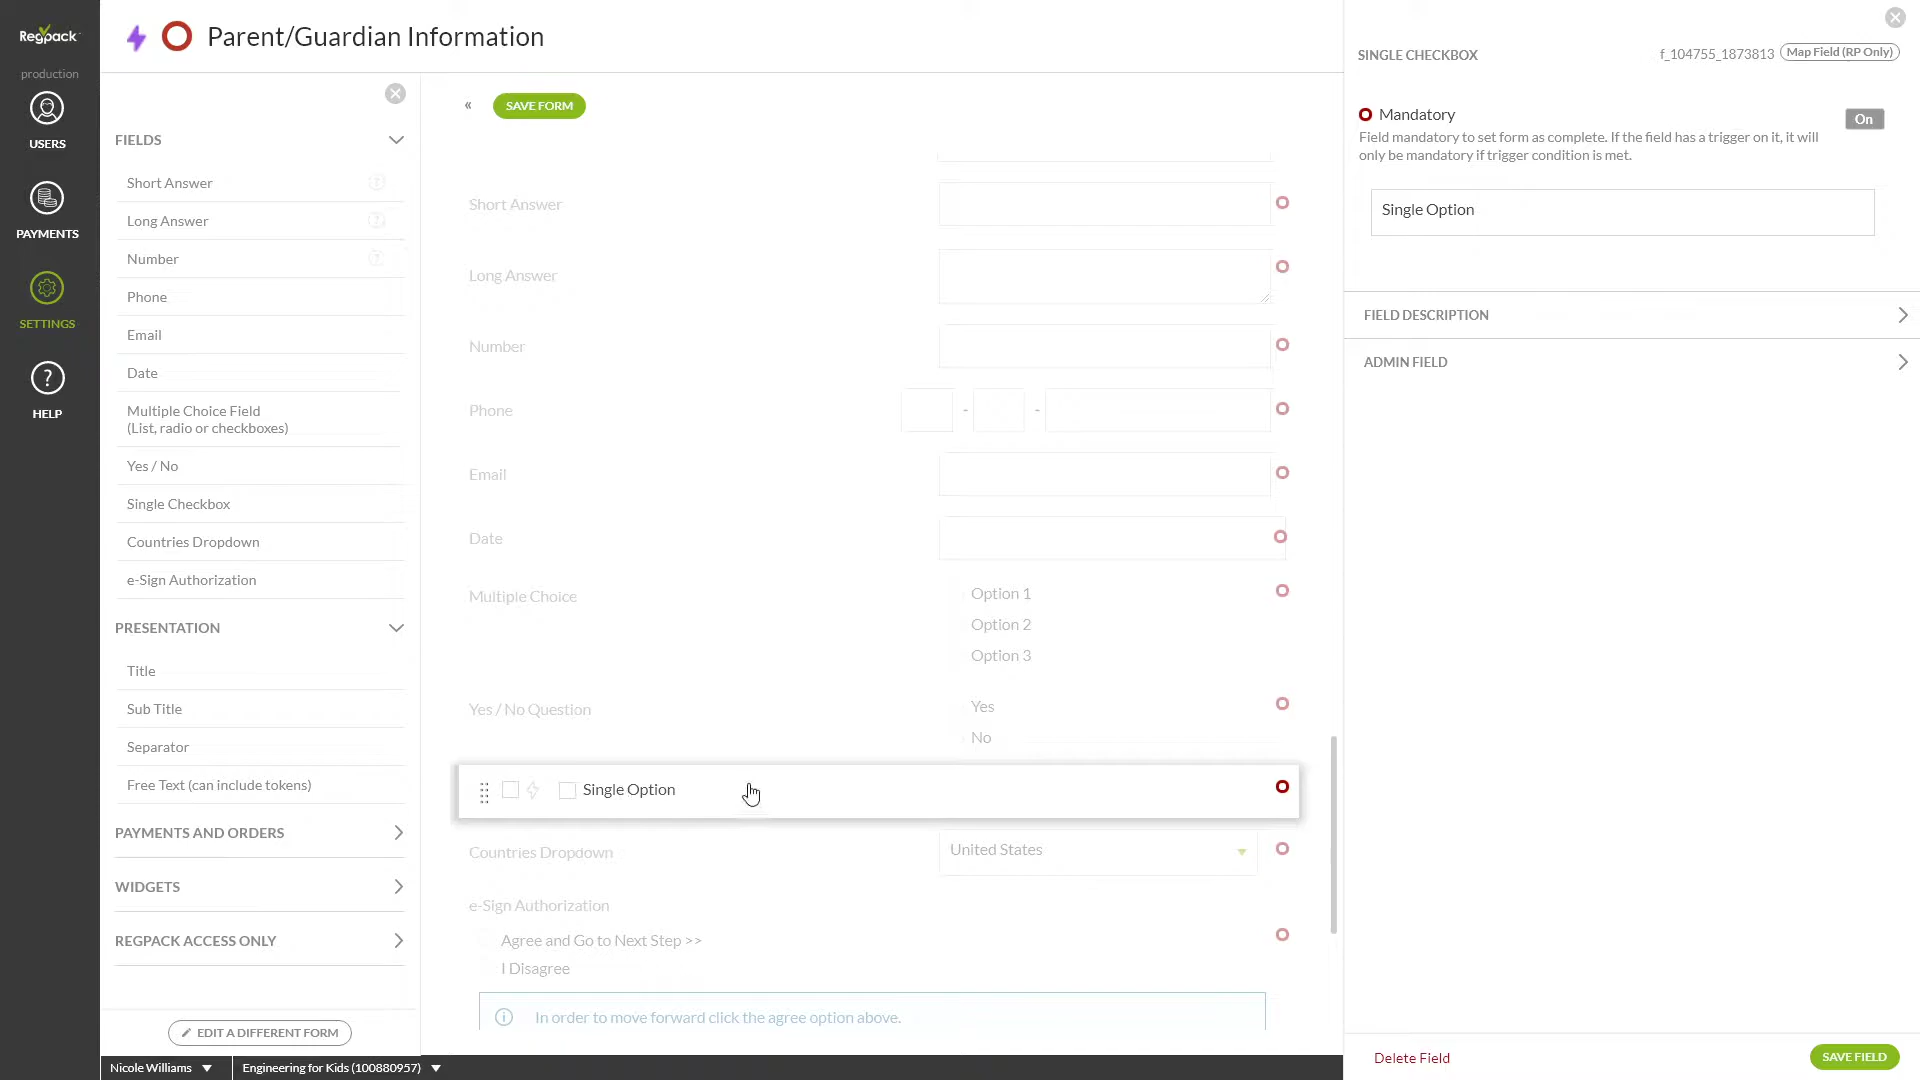 Regpack
production
USERS
PAYMENTS
SETTINGS
HELP
Parent/Guardian Information
FIELDS
Short Answer
Long Answer
Number
Phone
Email
Date
Multiple Choice Field
(List, radio or checkboxes)
Yes / No
Single Checkbox
Countries Dropdown
e-Sign Authorization
PRESENTATION
Title
Sub Title
Separator
Free Text (can include tokens)
PAYMENTS AND ORDERS
WIDGETS
REGPACK ACCESS ONLY
EDIT A DIFFERENT FORM
« SAVE FORM
Short Answer
Long Answer
Number
Phone - -
Email
Date
Multiple Choice
Option 1
Option 2
Option 3
Yes / No Question
Yes
No
Single Option
Countries Dropdown United States
e-Sign Authorization
Agree and Go to Next Step >>
I Disagree
In order to move forward click the agree option above.
SINGLE CHECKBOX f_104755_1873813 Map Field (RP Only)
Mandatory On
Field mandatory to set form as complete. If the field has a trigger on it, it will
only be mandatory if trigger condition is met.
Single Option
FIELD DESCRIPTION
ADMIN FIELD
Delete Field SAVE FIELD
Nicole Williams Engineering for Kids (100880957)